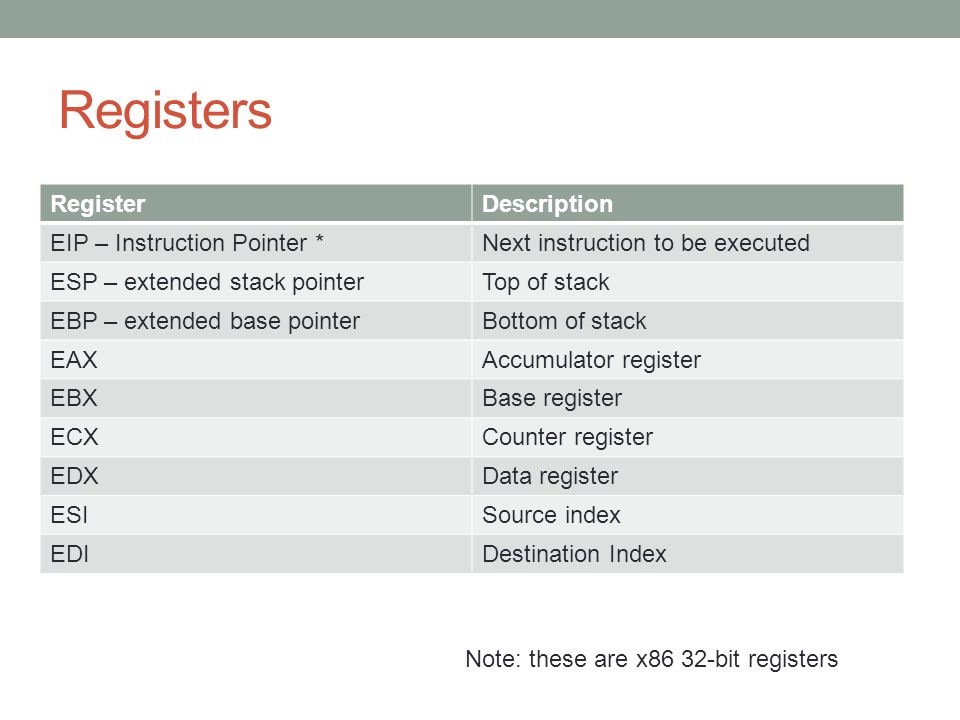 Registers
Register Description
EIP – Instruction Pointer * Next instruction to be executed
ESP – extended stack pointer Top of stack
EBP – extended base pointer Bottom of stack
EAX Accumulator register
EBX Base register
ECX Counter register
EDX Data register
ESI Source index
EDI Destination Index
Note: these are x86 32-bit registers